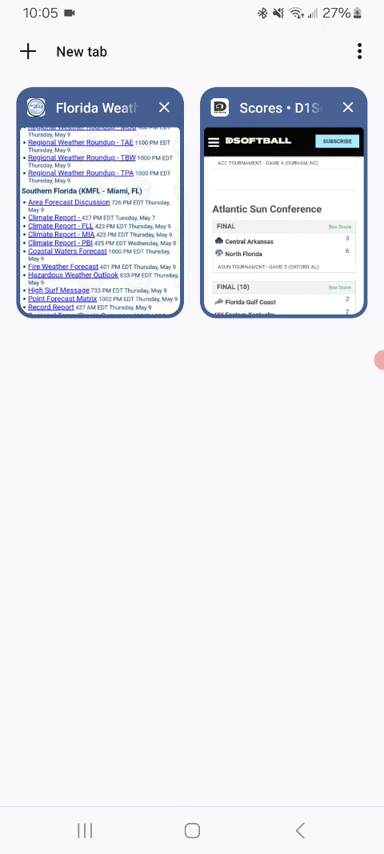 10:05
27%
New tab
Florida Weat
Regional Weather Roundup - TAE 1100 PM EDT
Thursday, May 9
Regional Weather Roundup - TBW 1000 PM EDT
Thursday, May 9
Regional Weather Roundup - TPA 1000 PM EDT
Thursday, May 9
Southern Florida (KMFL - Miami, FL)
Area Forecast Discussion 726 PM EDT Thursday,
May 9
Climate Report - 427 PM EDT Tuesday, May 7
Climate Report - FLL 423 PM EDT Thursday, May 9
Climate Report - MIA 423 PM EDT Thursday, May 9
Climate Report - PBI 425 PM EDT Wednesday, May 8
Coastal Waters Forecast 1000 PM EDT Thursday,
May 9
Fire Weather Forecast 401 PM EDT Thursday, May 9
Hazardous Weather Outlook 833 PM EDT Thursday,
May 9
High Surf Message 733 PM EDT Thursday, May 9
Point Forecast Matrix 1002 PM EDT Thursday, May 9
Record Report 437 AM EDT Thursday, May 9
Scores • D1S
DSOFTBALL
SUBSCRIBE
ACC TOURNAMENT - GAME 6 (DURHAM, NC)
Atlantic Sun Conference
FINAL Box Score
Central Arkansas 3
North Florida 6
ASUN TOURNAMENT - GAME 5 (OXFORD, AL)
FINAL (10) Box Score
Florida Gulf Coast 2
Eastern Kentucky 2